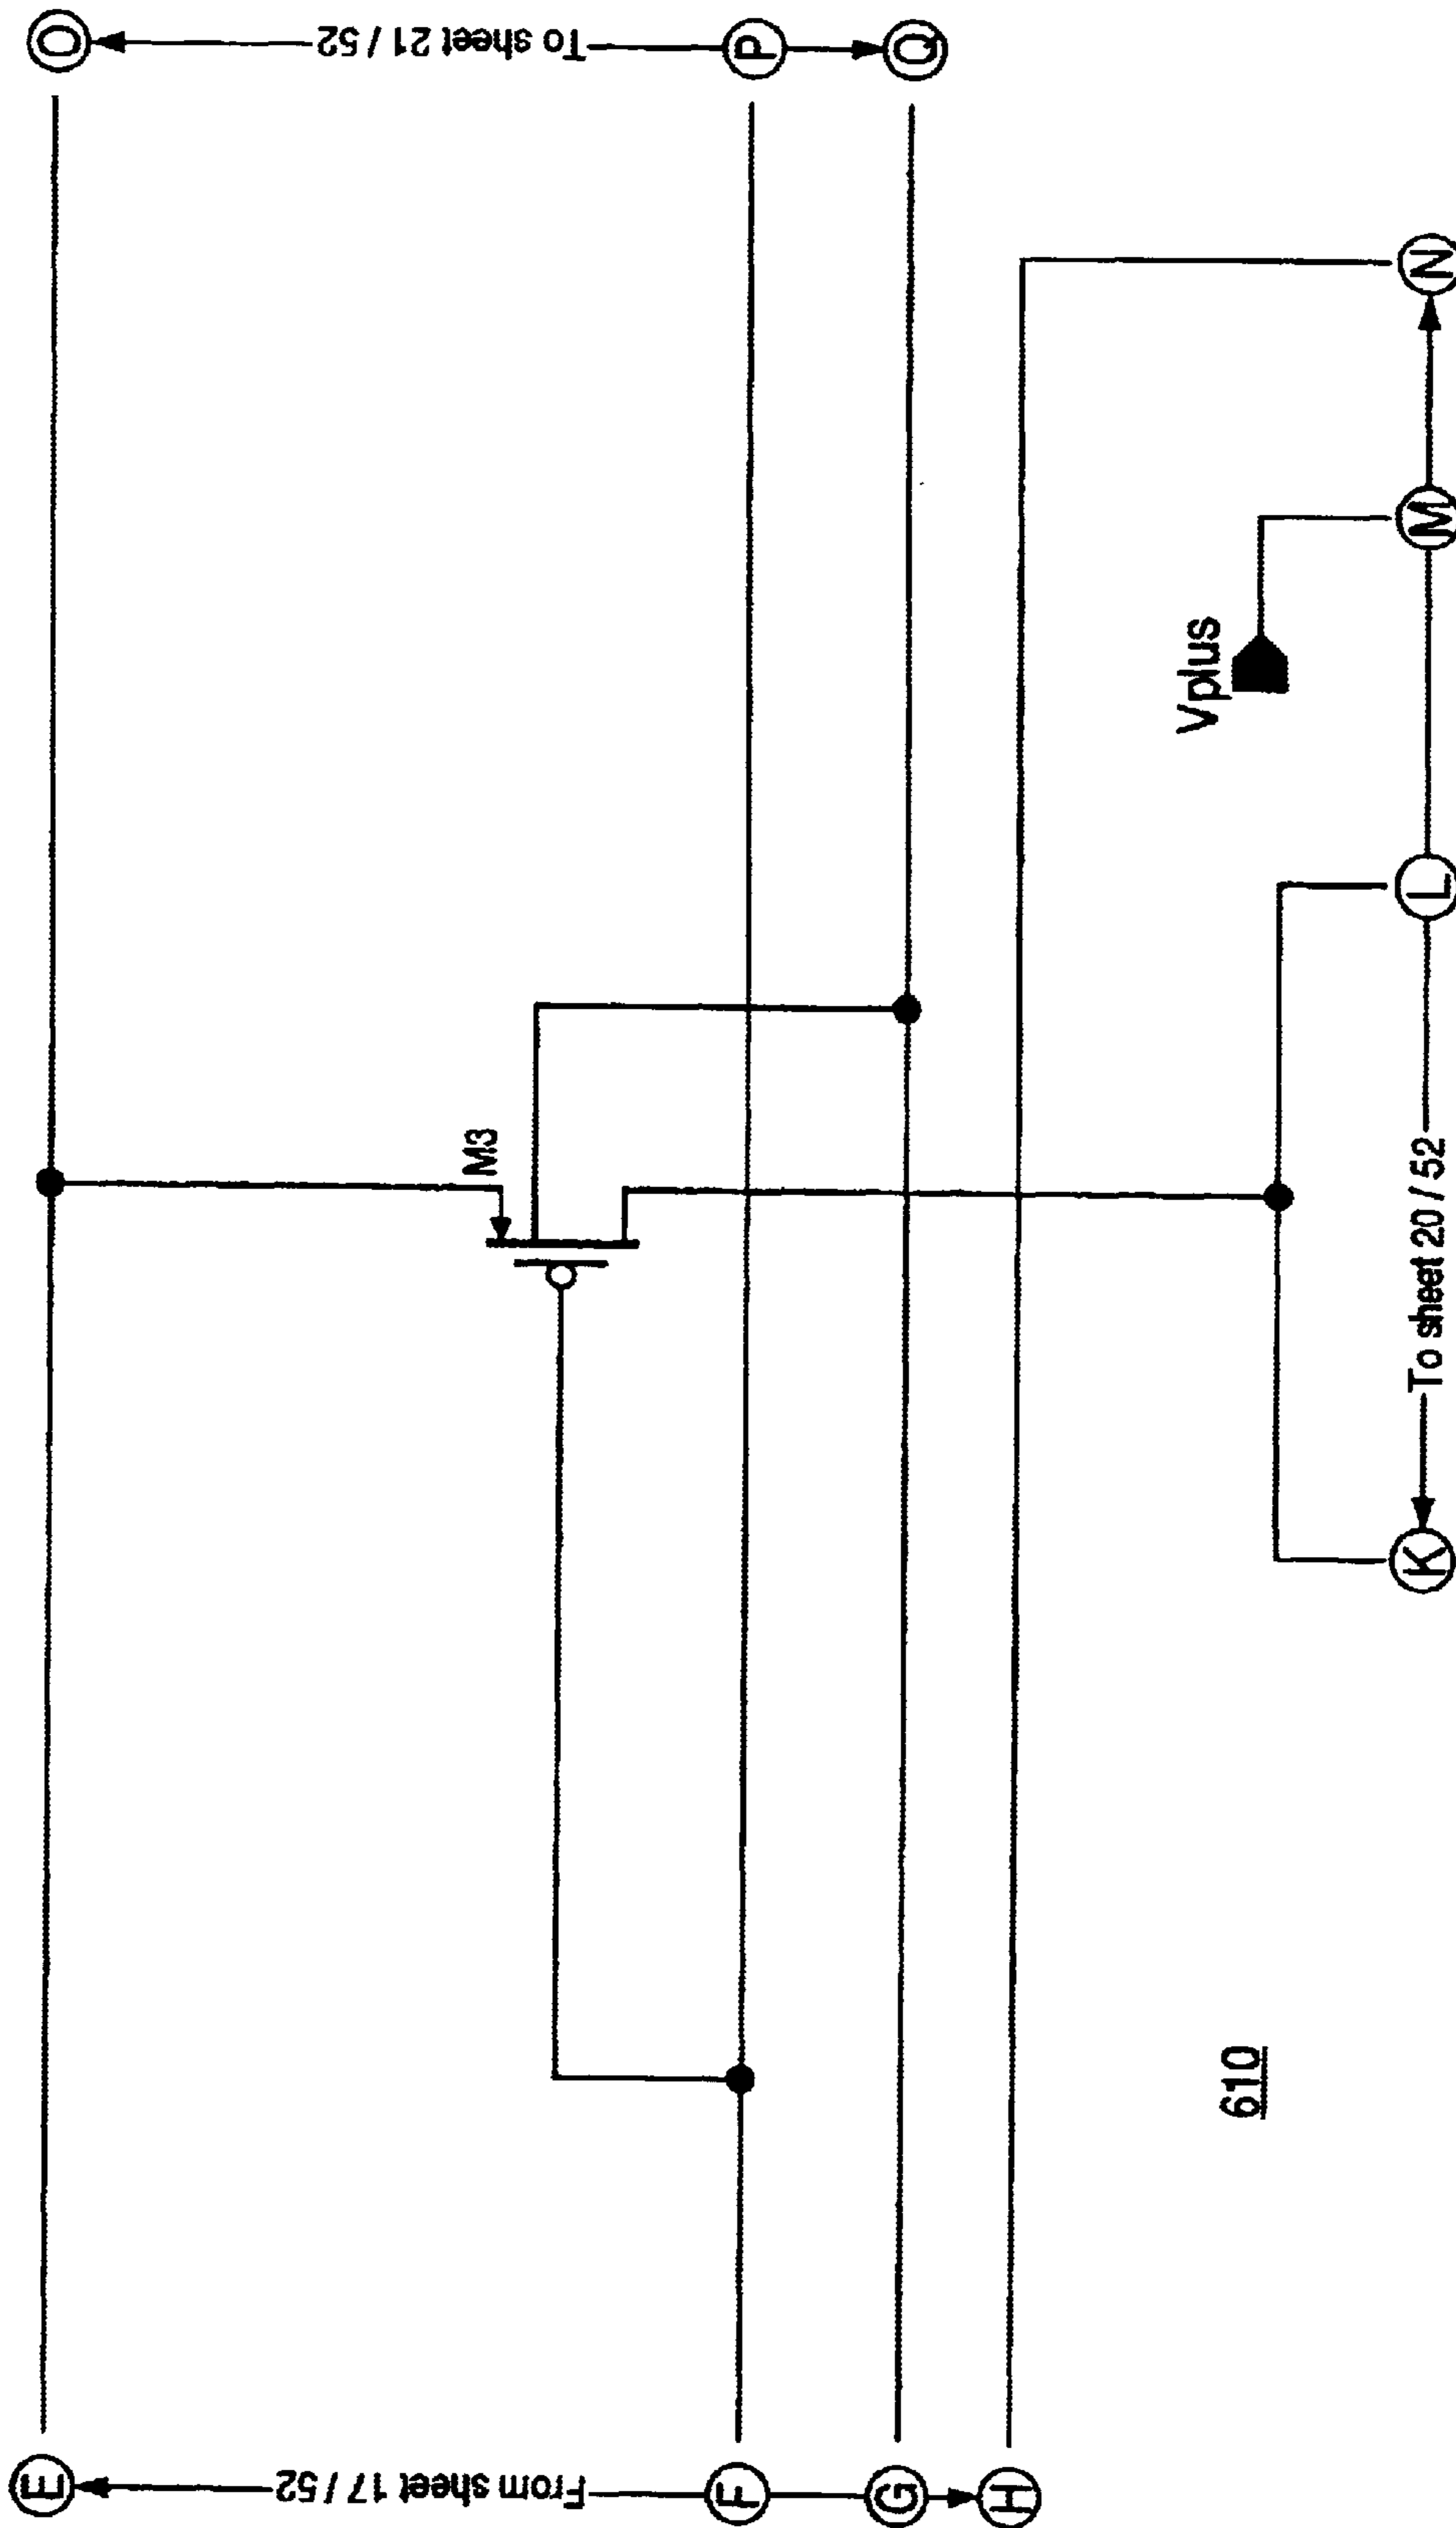 O
To sheet 21 / 52
P
Q
N
M
Vplus
L
M3
To sheet 20 / 52
K
610
E
From sheet 17 / 52
F
G
H